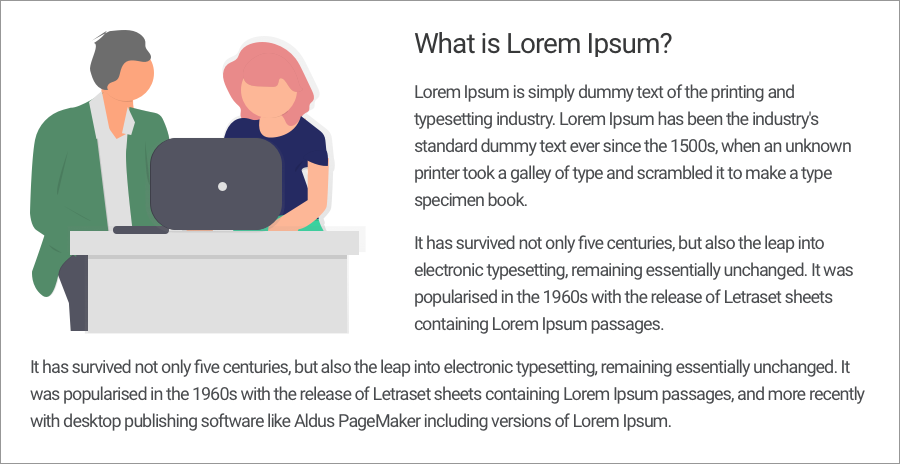 What is Lorem Ipsum?
Lorem Ipsum is simply dummy text of the printing and
typesetting industry. Lorem Ipsum has been the industry's
standard dummy text ever since the 1500s, when an unknown
printer took a galley of type and scrambled it to make a type
specimen book.
It has survived not only five centuries, but also the leap into
electronic typesetting, remaining essentially unchanged. It was
popularised in the 1960s with the release of Letraset sheets
containing Lorem Ipsum passages.
It has survived not only five centuries, but also the leap into electronic typesetting, remaining essentially unchanged. It
was popularised in the 1960s with the release of Letraset sheets containing Lorem Ipsum passages, and more recently
with desktop publishing software like Aldus PageMaker including versions of Lorem Ipsum.